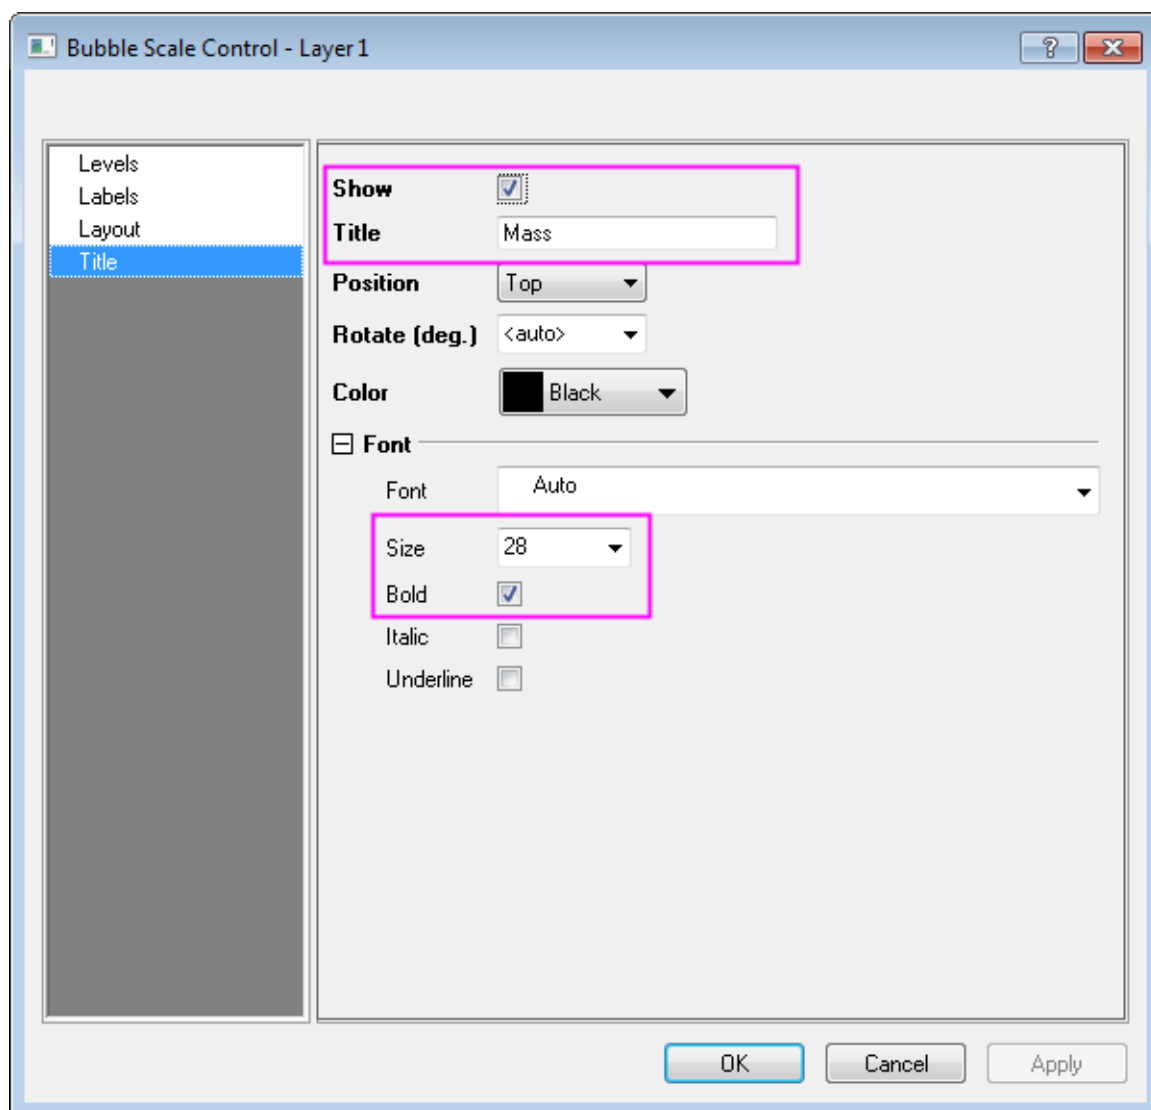 Bubble Scale Control - Layer 1
Levels
Labels
Layout
Title
Show
Title Mass
Position Top
Rotate (deg.) <auto>
Color Black
Font
Font Auto
Size 28
Bold
Italic
Underline
OK Cancel Apply